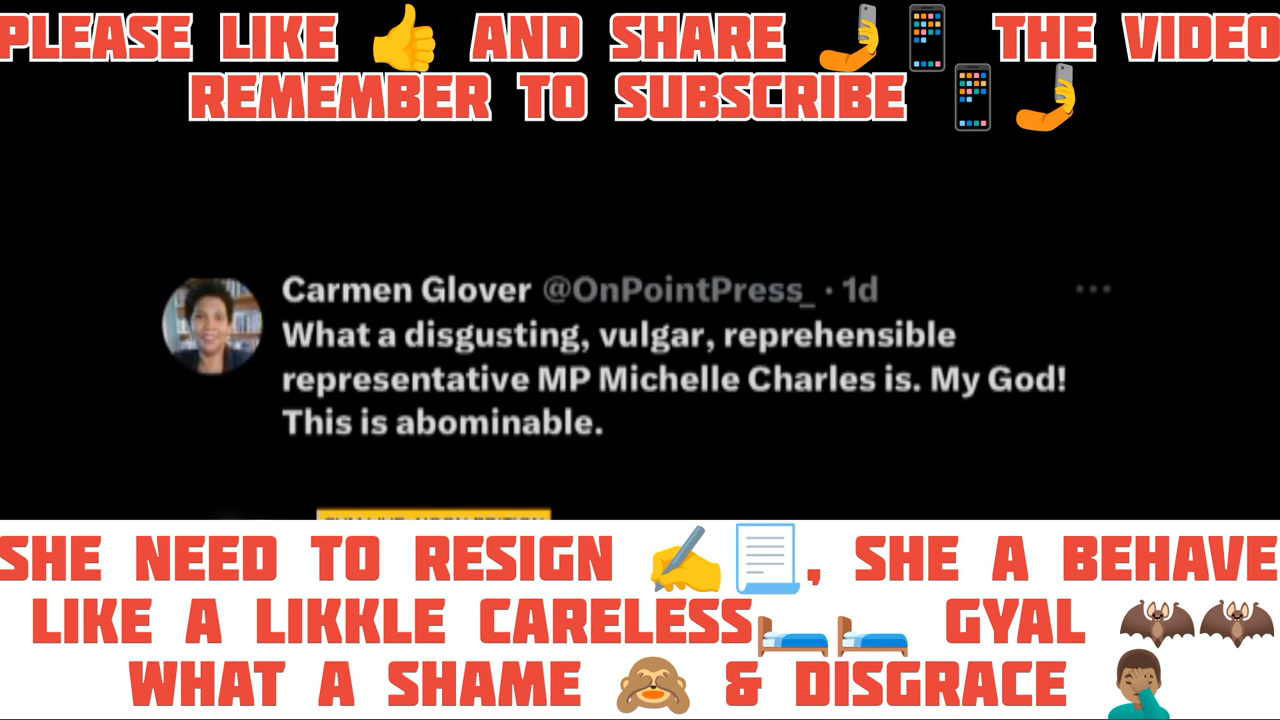 PLEASE LIKE 👍 AND SHARE 🤳📱 THE VIDEO
REMEMBER TO SUBSCRIBE 📱🤳
Carmen Glover @OnPointPress_ · 1d
What a disgusting, vulgar, reprehensible
representative MP Michelle Charles is. My God!
This is abominable.
SHE NEED TO RESIGN ✍️📃, SHE A BEHAVE
LIKE A LIKKLE CARELESS🛏️🛏️ GYAL 🦇🦇
WHAT A SHAME 🙈 & DISGRACE 🤦🏽‍♂️